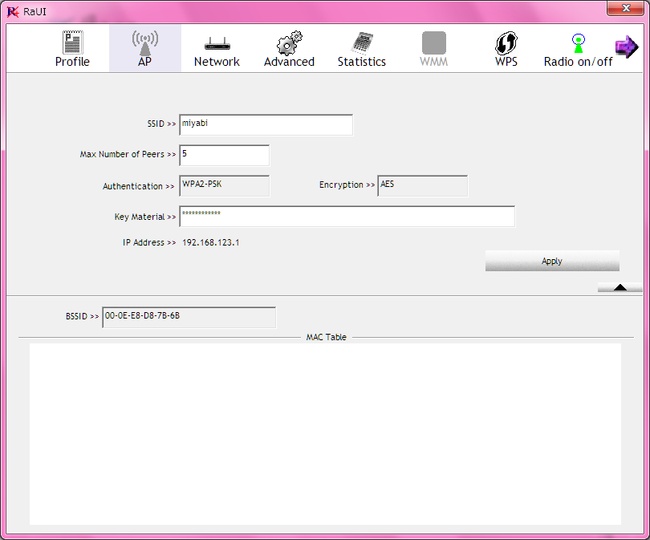 RaUI
Profile AP Network Advanced Statistics WMM WPS Radio on/off
SSID >> miyabi
Max Number of Peers >> 5
Authentication >> WPA2-PSK Encryption >> AES
Key Material >> ************
IP Address >> 192.168.123.1
Apply
BSSID >> 00-0E-E8-D8-7B-6B
MAC Table